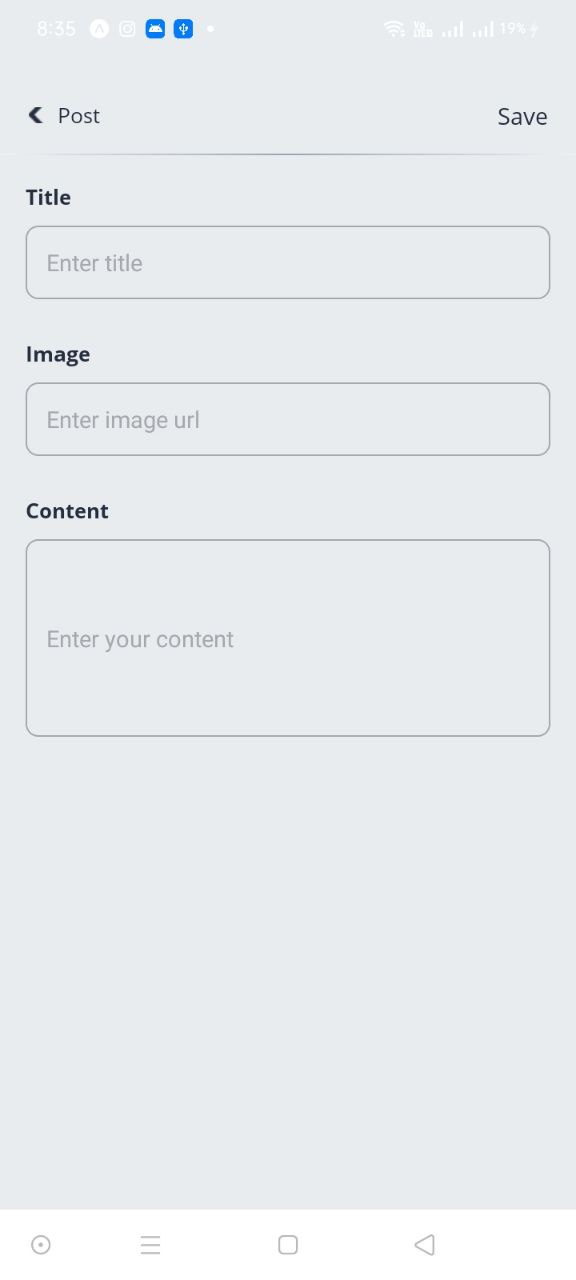 8:35
19%
Post
Save
Title
Enter title
Image
Enter image url
Content
Enter your content